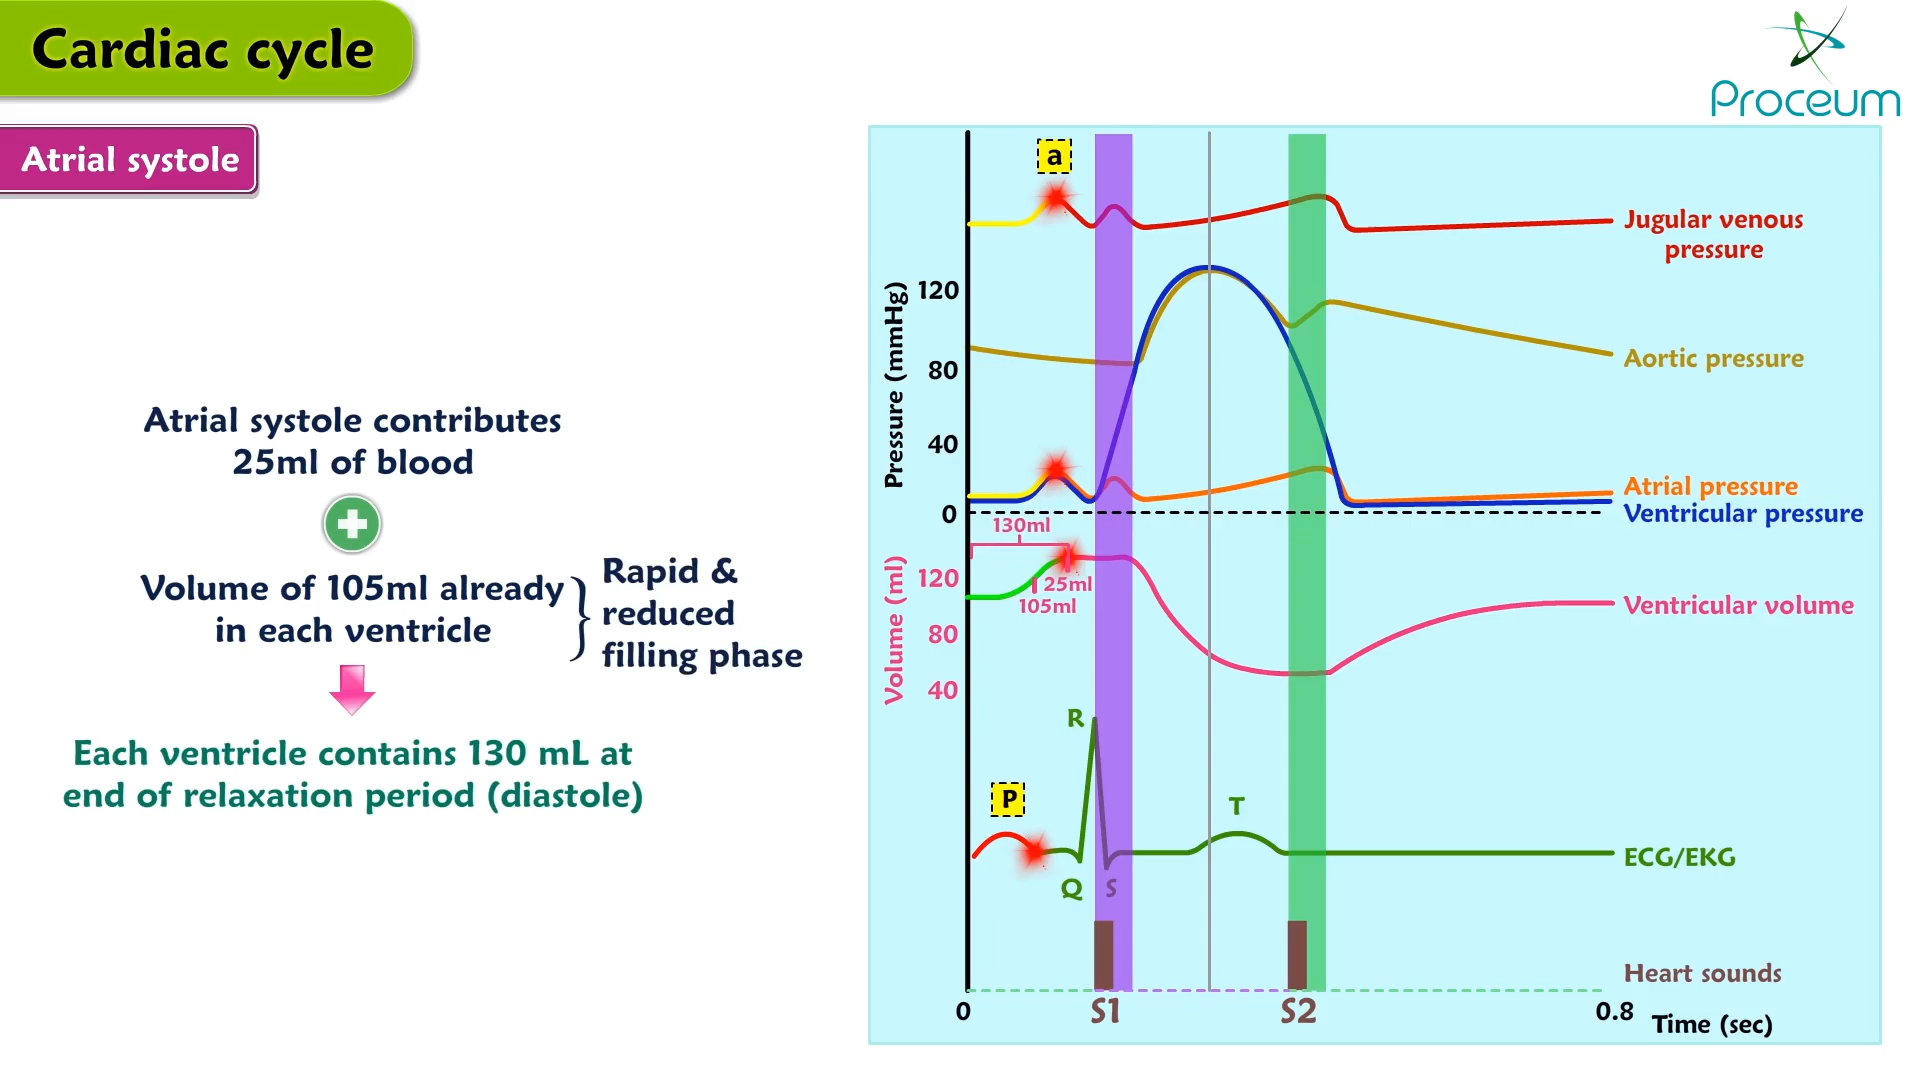 Cardiac cycle
Proceum
Atrial systole
Atrial systole contributes
25ml of blood
Volume of 105ml already
in each ventricle
Rapid &
reduced
filling phase
Each ventricle contains 130 mL at
end of relaxation period (diastole)
a
Jugular venous
pressure
Pressure (mmHg)
120
80
40
0
Aortic pressure
Atrial pressure
Ventricular pressure
130ml
25ml
105ml
Volume (ml)
120
80
40
Ventricular volume
R
P
T
Q
S
ECG/EKG
Heart sounds
0
S1
S2
0.8
Time (sec)